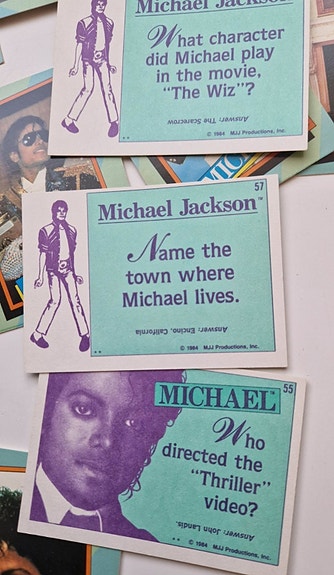 Michael Jackson
What character
did Michael play
in the movie,
"The Wiz"?
Answer: The Scarecrow
© 1984 MJJ Productions, Inc.
57
Michael Jackson™
Name the
town where
Michael lives.
Answer: Encino, California
© 1984 MJJ Productions, Inc.
55
MICHAEL™
Who
directed the
"Thriller"
video?
Answer: John Landis.
© 1984 MJJ Productions, Inc.